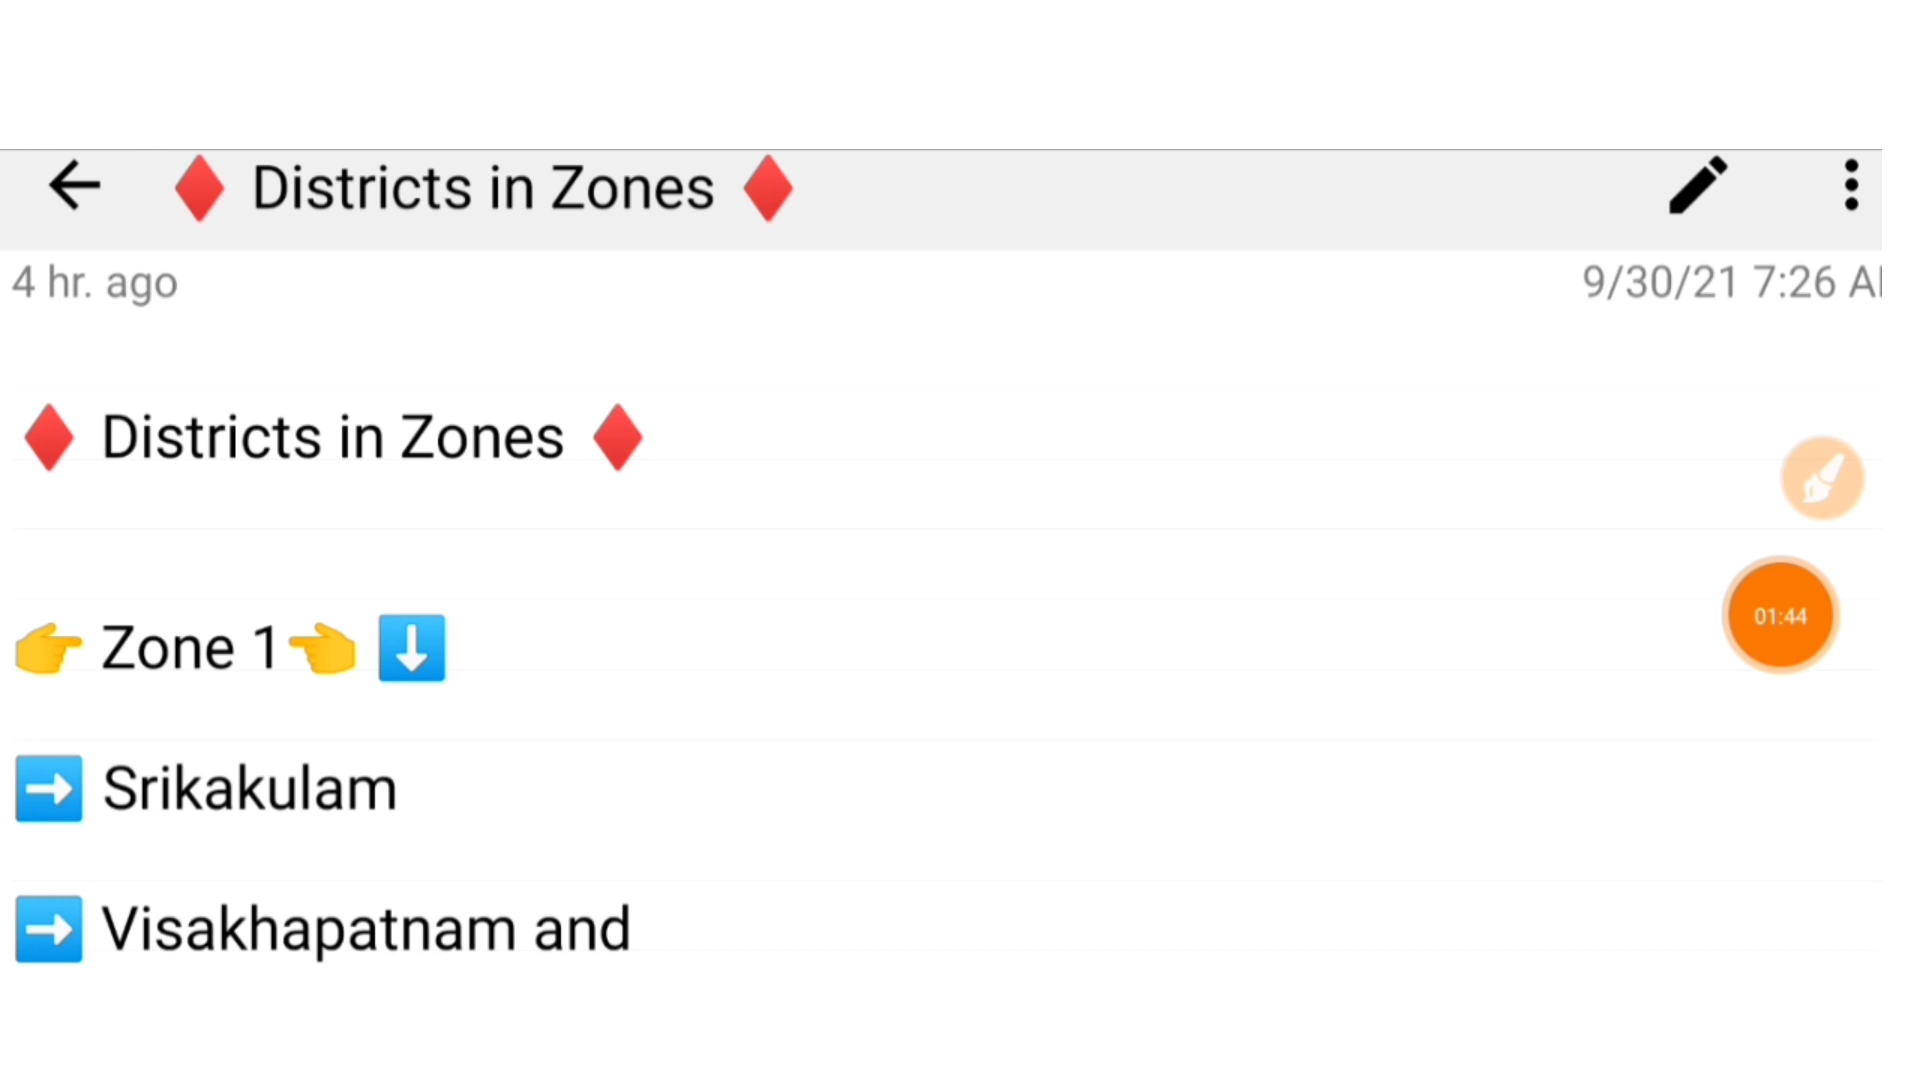 ♦️ Districts in Zones ♦️
4 hr. ago 9/30/21 7:26 A
♦️ Districts in Zones ♦️
👉 Zone 1👈 ⬇️
01:44
➡️ Srikakulam
➡️ Visakhapatnam and